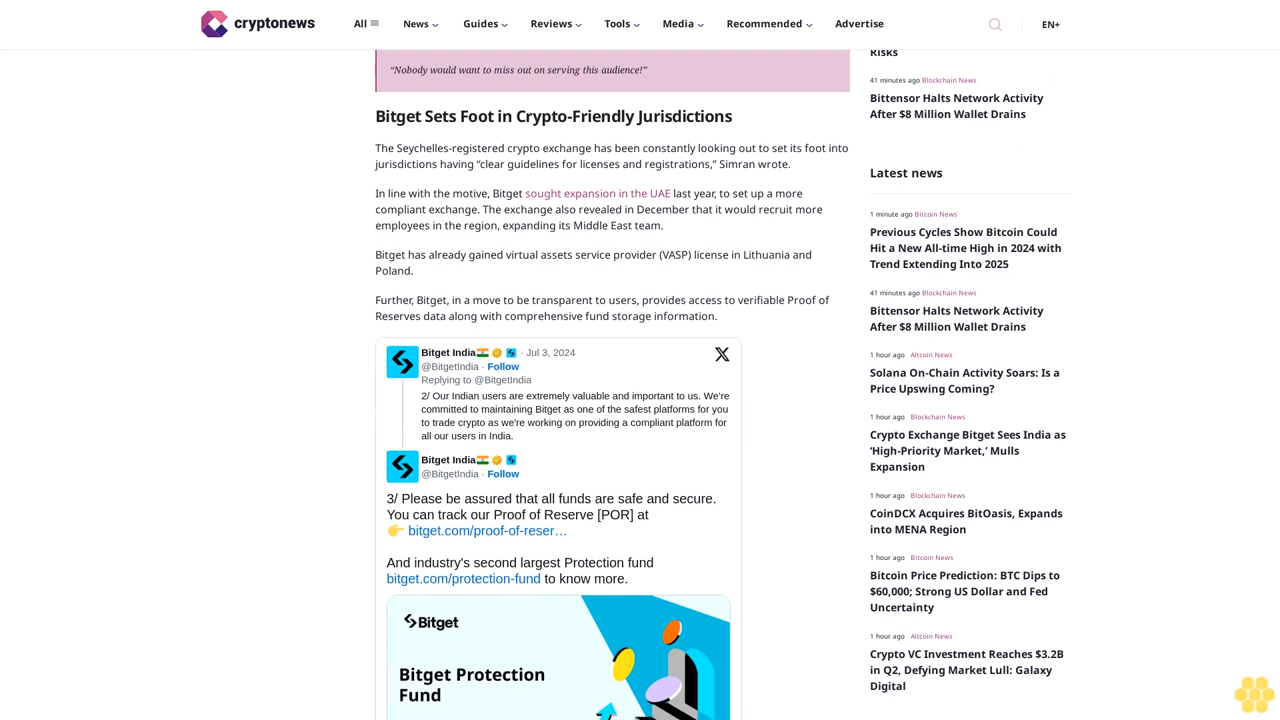 cryptonews
All
News
Guides
Reviews
Tools
Media
Recommended
Advertise
EN+
“Nobody would want to miss out on serving this audience!”
Bitget Sets Foot in Crypto-Friendly Jurisdictions
The Seychelles-registered crypto exchange has been constantly looking out to set its foot into
jurisdictions having “clear guidelines for licenses and registrations,” Simran wrote.
In line with the motive, Bitget sought expansion in the UAE last year, to set up a more
compliant exchange. The exchange also revealed in December that it would recruit more
employees in the region, expanding its Middle East team.
Bitget has already gained virtual assets service provider (VASP) license in Lithuania and
Poland.
Further, Bitget, in a move to be transparent to users, provides access to verifiable Proof of
Reserves data along with comprehensive fund storage information.
Bitget India · Jul 3, 2024
@BitgetIndia · Follow
Replying to @BitgetIndia
2/ Our Indian users are extremely valuable and important to us. We’re
committed to maintaining Bitget as one of the safest platforms for you
to trade crypto as we're working on providing a compliant platform for
all our users in India.
Bitget India
@BitgetIndia · Follow
3/ Please be assured that all funds are safe and secure.
You can track our Proof of Reserve [POR] at
👉 bitget.com/proof-of-reser…
And industry's second largest Protection fund
bitget.com/protection-fund to know more.
Bitget
Bitget Protection
Fund
Risks
41 minutes ago Blockchain News
Bittensor Halts Network Activity
After $8 Million Wallet Drains
Latest news
1 minute ago Bitcoin News
Previous Cycles Show Bitcoin Could
Hit a New All-time High in 2024 with
Trend Extending Into 2025
41 minutes ago Blockchain News
Bittensor Halts Network Activity
After $8 Million Wallet Drains
1 hour ago Altcoin News
Solana On-Chain Activity Soars: Is a
Price Upswing Coming?
1 hour ago Blockchain News
Crypto Exchange Bitget Sees India as
‘High-Priority Market,’ Mulls
Expansion
1 hour ago Blockchain News
CoinDCX Acquires BitOasis, Expands
into MENA Region
1 hour ago Bitcoin News
Bitcoin Price Prediction: BTC Dips to
$60,000; Strong US Dollar and Fed
Uncertainty
1 hour ago Altcoin News
Crypto VC Investment Reaches $3.2B
in Q2, Defying Market Lull: Galaxy
Digital